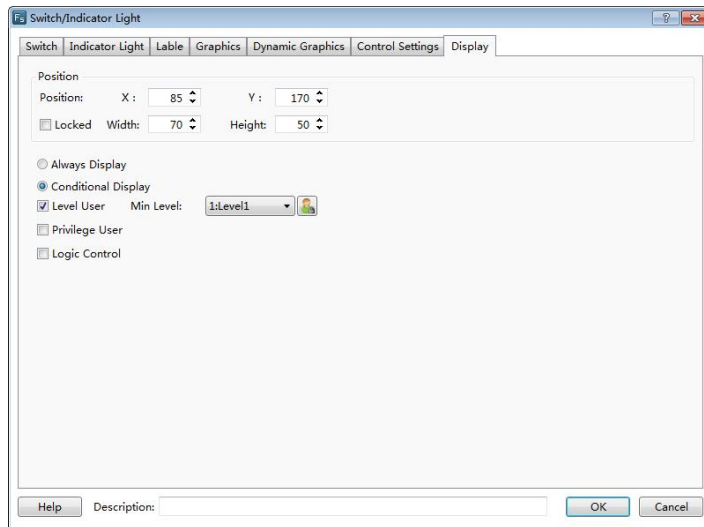 Fs Switch/Indicator Light ?
Switch Indicator Light Lable Graphics Dynamic Graphics Control Settings Display
Position
Position: X : 85 Y : 170
Locked Width: 70 Height: 50
Always Display
Conditional Display
Level User Min Level: 1:Level1
Privilege User
Logic Control
Help Description: OK Cancel